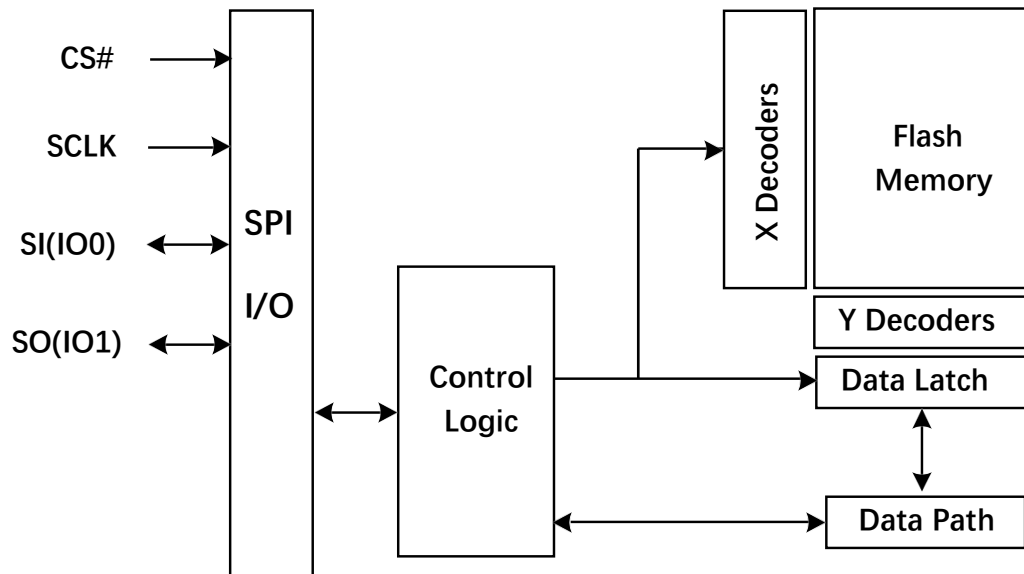 CS#
SCLK
SI(IO0)
SO(IO1)
SPI
I/O
Control
Logic
X Decoders
Flash
Memory
Y Decoders
Data Latch
Data Path